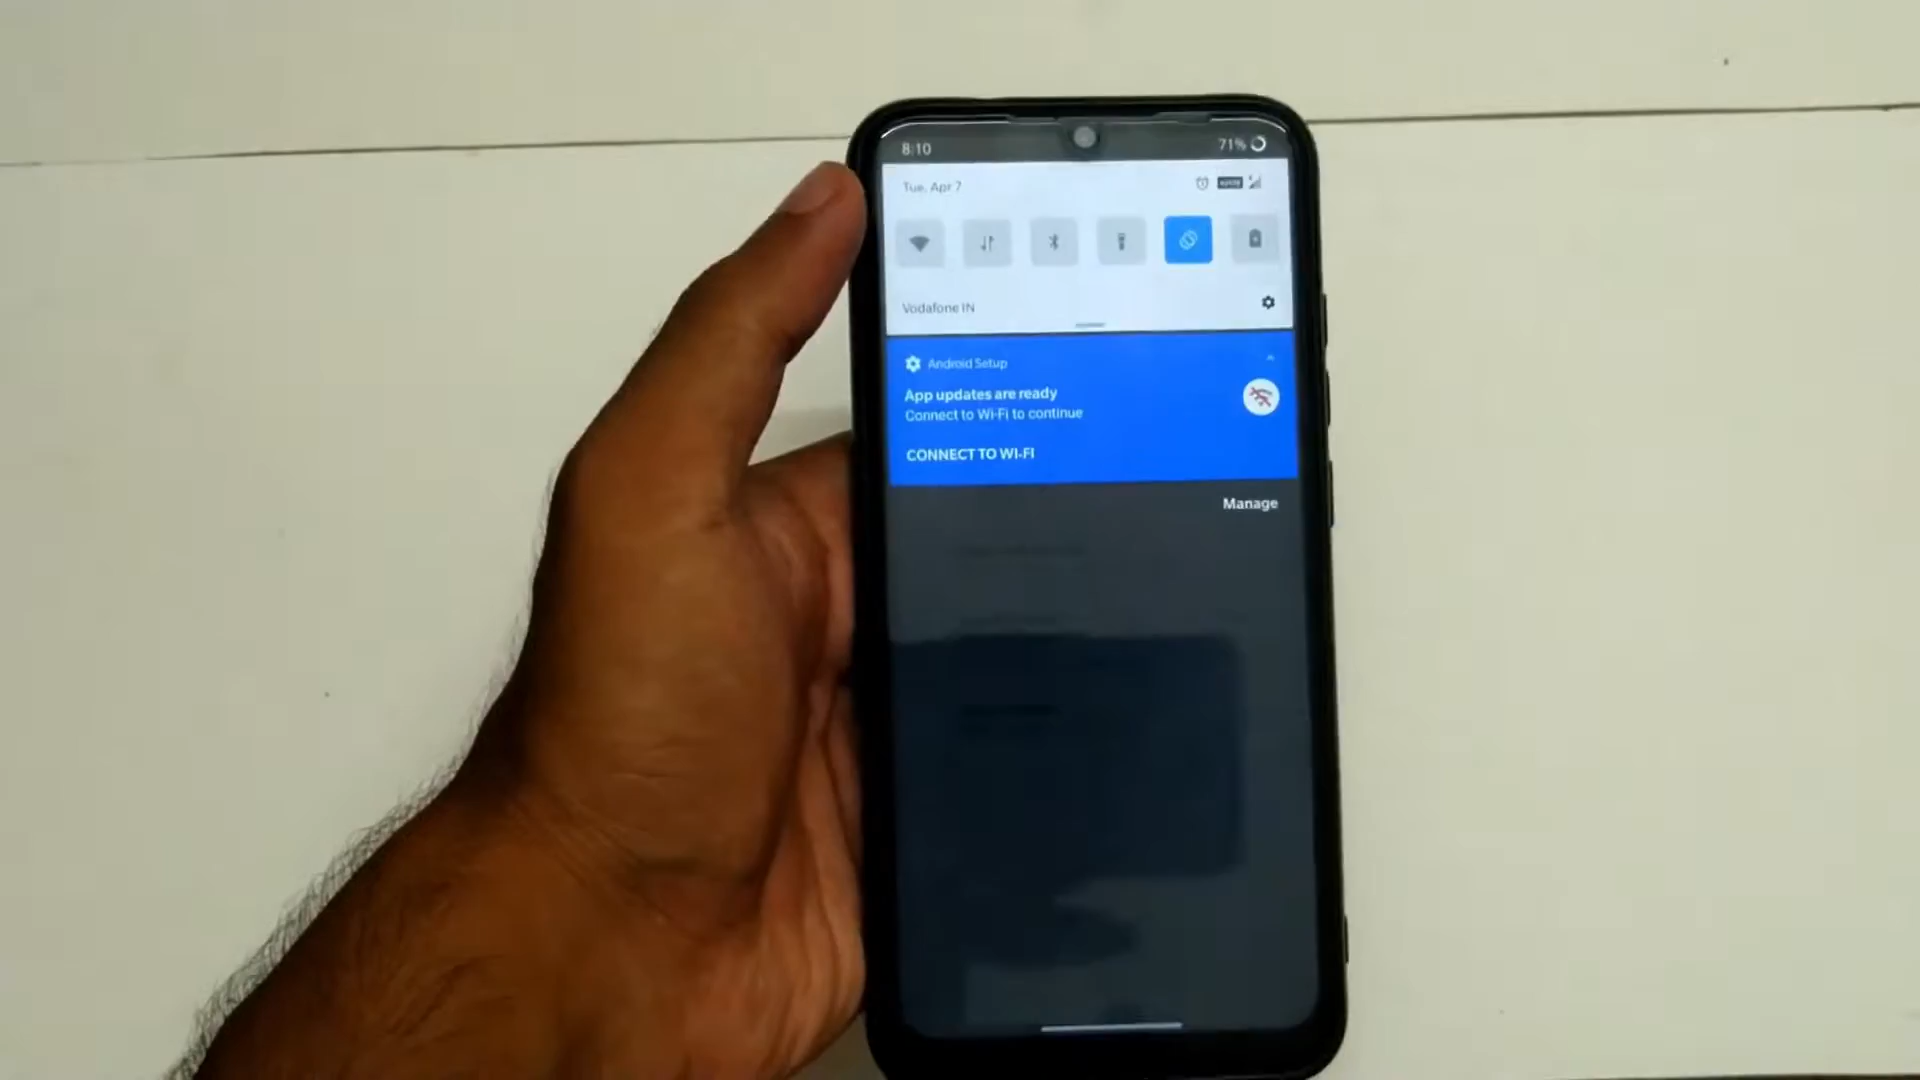 8:10
71%
Tue, Apr 7
Vodafone IN
Android Setup
App updates are ready
Connect to Wi-Fi to continue
CONNECT TO WI-FI
Manage